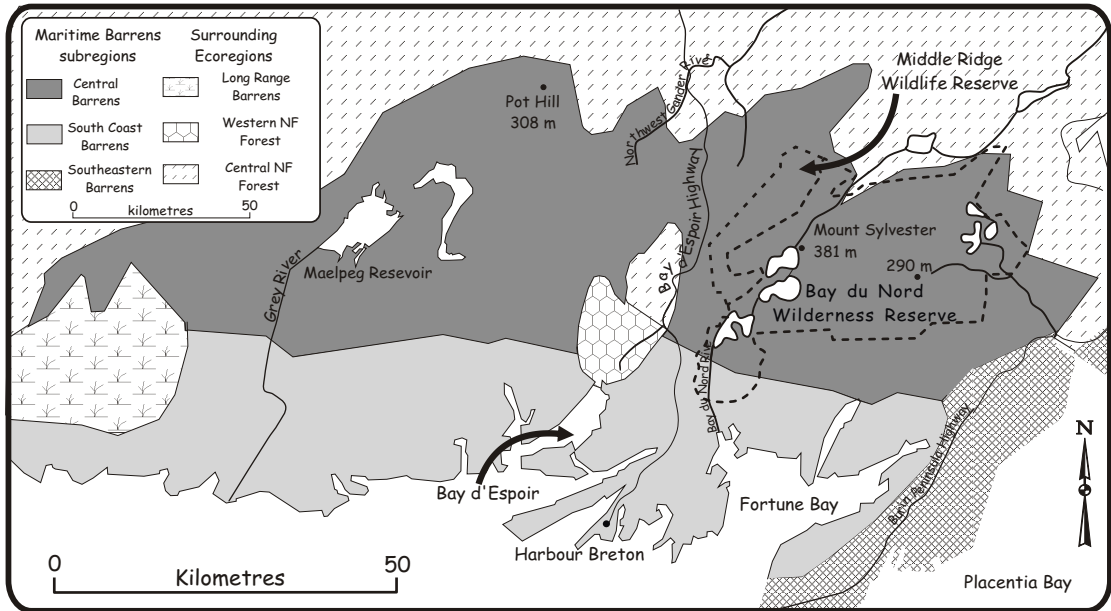 Maritime Barrens
subregions
Surrounding
Ecoregions
Central
Barrens
Long Range
Barrens
South Coast
Barrens
Western NF
Forest
Southeastern
Barrens
Central NF
Forest
0 50
kilometres
Pot Hill
308 m
Northwest Gander River
Middle Ridge
Wildlife Reserve
Bay d'Espoir Highway
Mount Sylvester
381 m
290 m
Bay du Nord
Wilderness Reserve
Maelpeg Resevoir
Grey River
Bay du Nord River
Burin Peninsula Highway
N
Bay d'Espoir
Fortune Bay
Harbour Breton
Placentia Bay
0 50
Kilometres